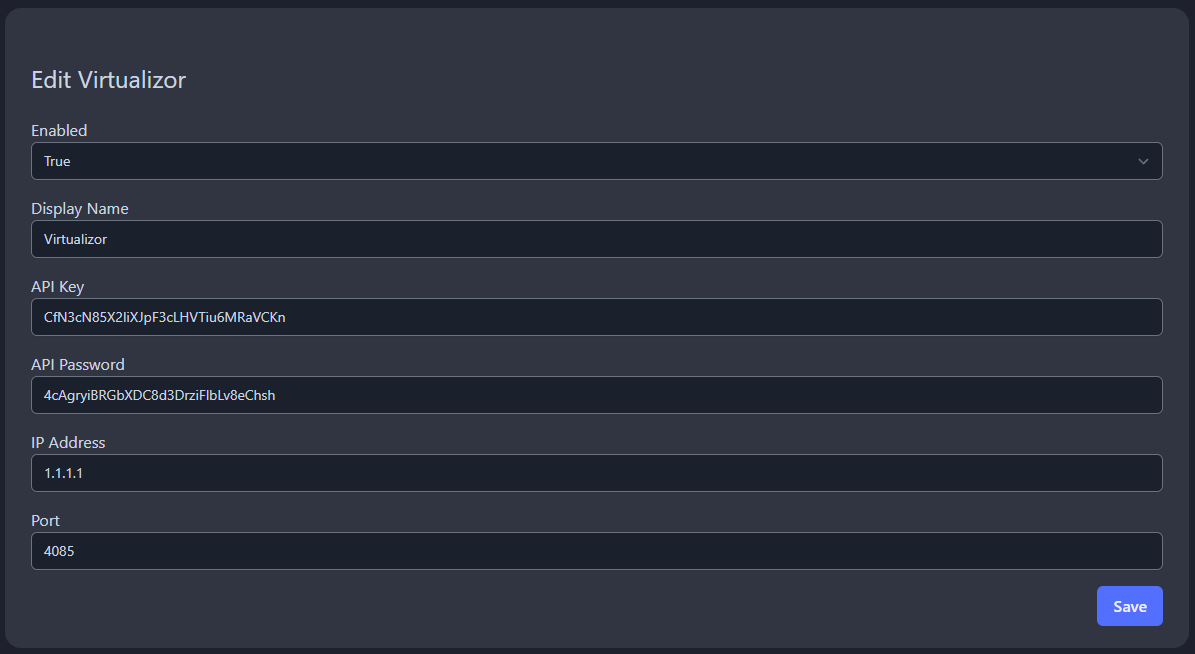 Edit Virtualizor
Enabled
True
Display Name
Virtualizor
API Key
CfN3cN85X2IiXJpF3cLHVTiu6MRaVCKn
API Password
4cAgryiBRGbXDC8d3DrziFIbLv8eChsh
IP Address
1.1.1.1
Port
4085
Save